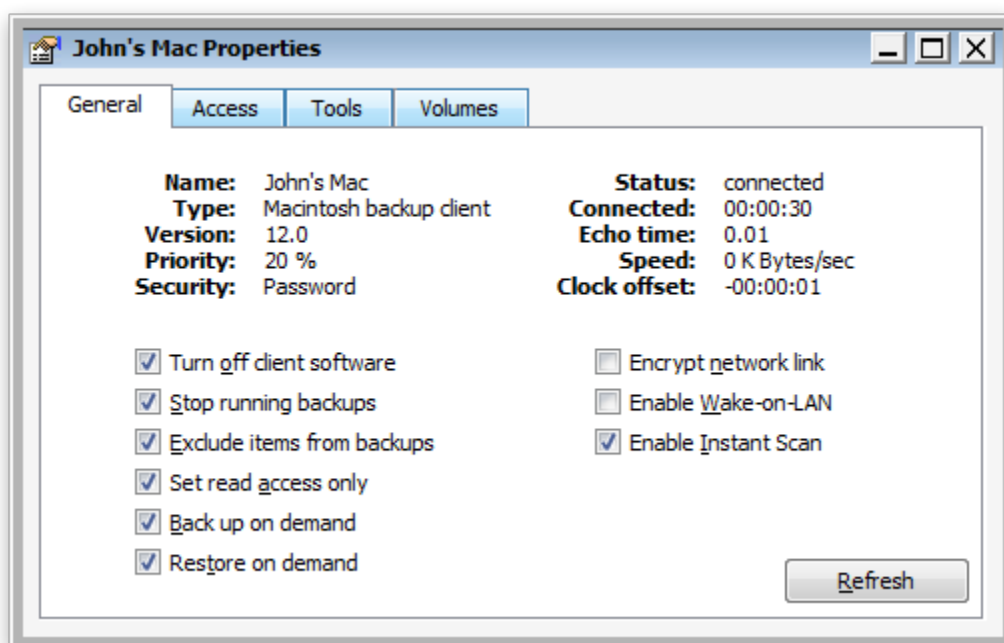 John's Mac Properties
General Access Tools Volumes
Name: John's Mac
Type: Macintosh backup client
Version: 12.0
Priority: 20 %
Security: Password
Status: connected
Connected: 00:00:30
Echo time: 0.01
Speed: 0 K Bytes/sec
Clock offset: -00:00:01
Turn off client software
Stop running backups
Exclude items from backups
Set read access only
Back up on demand
Restore on demand
Encrypt network link
Enable Wake-on-LAN
Enable Instant Scan
Refresh